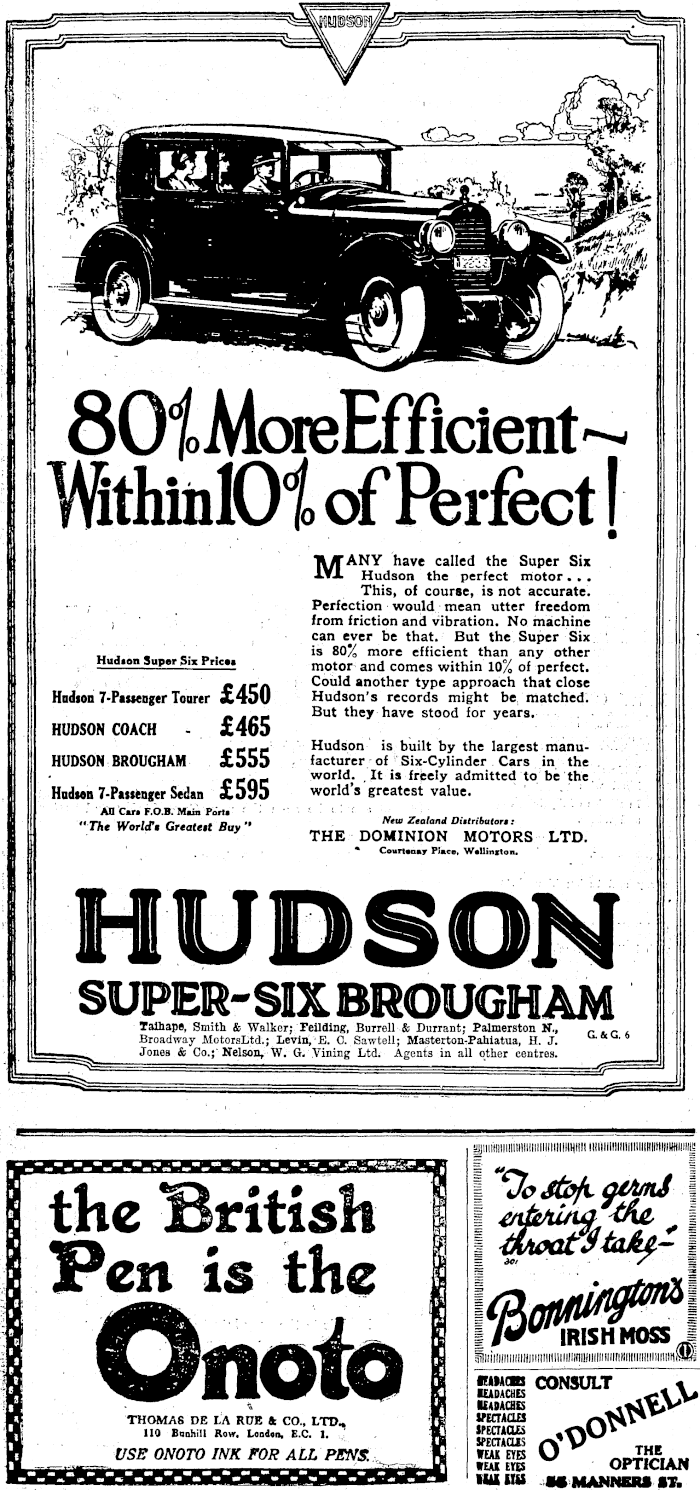 HUDSON
80% More Efficient~
Within 10% of Perfect!
MANY have called the Super Six
Hudson the perfect motor...
This, of course, is not accurate.
Perfection would mean utter freedom
from friction and vibration. No machine
can ever be that. But the Super Six
is 80% more efficient than any other
motor and comes within 10% of perfect.
Could another type approach that close
Hudson's records might be matched.
But they have stood for years.
Hudson is built by the largest manu-
facturer of Six-Cylinder Cars in the
world. It is freely admitted to be the
world's greatest value.
New Zealand Distributors:
THE DOMINION MOTORS LTD.
Courtenay Place, Wellington.
Hudson Super Six Prices
Hudson 7-Passenger Tourer £450
HUDSON COACH - £465
HUDSON BROUGHAM £555
Hudson 7-Passenger Sedan £595
All Cars F.O.B. Main Ports
"The World's Greatest Buy"
HUDSON
SUPER-SIX BROUGHAM
Taihape, Smith & Walker; Feilding, Burrell & Durrant; Palmerston N.,
Broadway Motors Ltd.; Levin, E. C. Sawtell; Masterton-Pahiatua, H. J.
Jones & Co.; Nelson, W. G. Vining Ltd. Agents in all other centres.
G. & G. 6
the British
Pen is the
Onoto
THOMAS DE LA RUE & CO., LTD.,
110 Bunhill Row, London, E.C. 1.
USE ONOTO INK FOR ALL PENS.
"To stop germs
entering the
throat I take—"
Bonnington's
IRISH MOSS
HEADACHES
HEADACHES
HEADACHES
SPECTACLES
SPECTACLES
SPECTACLES
WEAK EYES
WEAK EYES
WEAK EYES
CONSULT
O'DONNELL
THE
OPTICIAN
56 MANNERS ST.